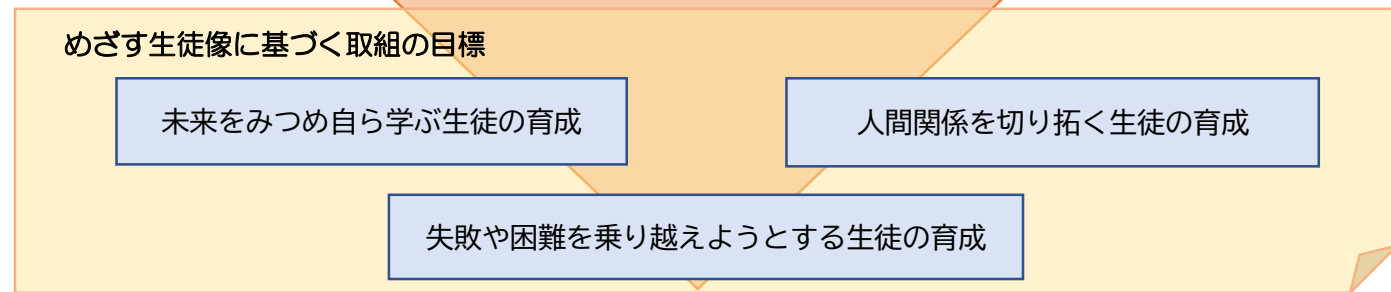 めざす生徒像に基づく取組の目標
未来をみつめ自ら学ぶ生徒の育成
人間関係を切り拓く生徒の育成
失敗や困難を乗り越えようとする生徒の育成